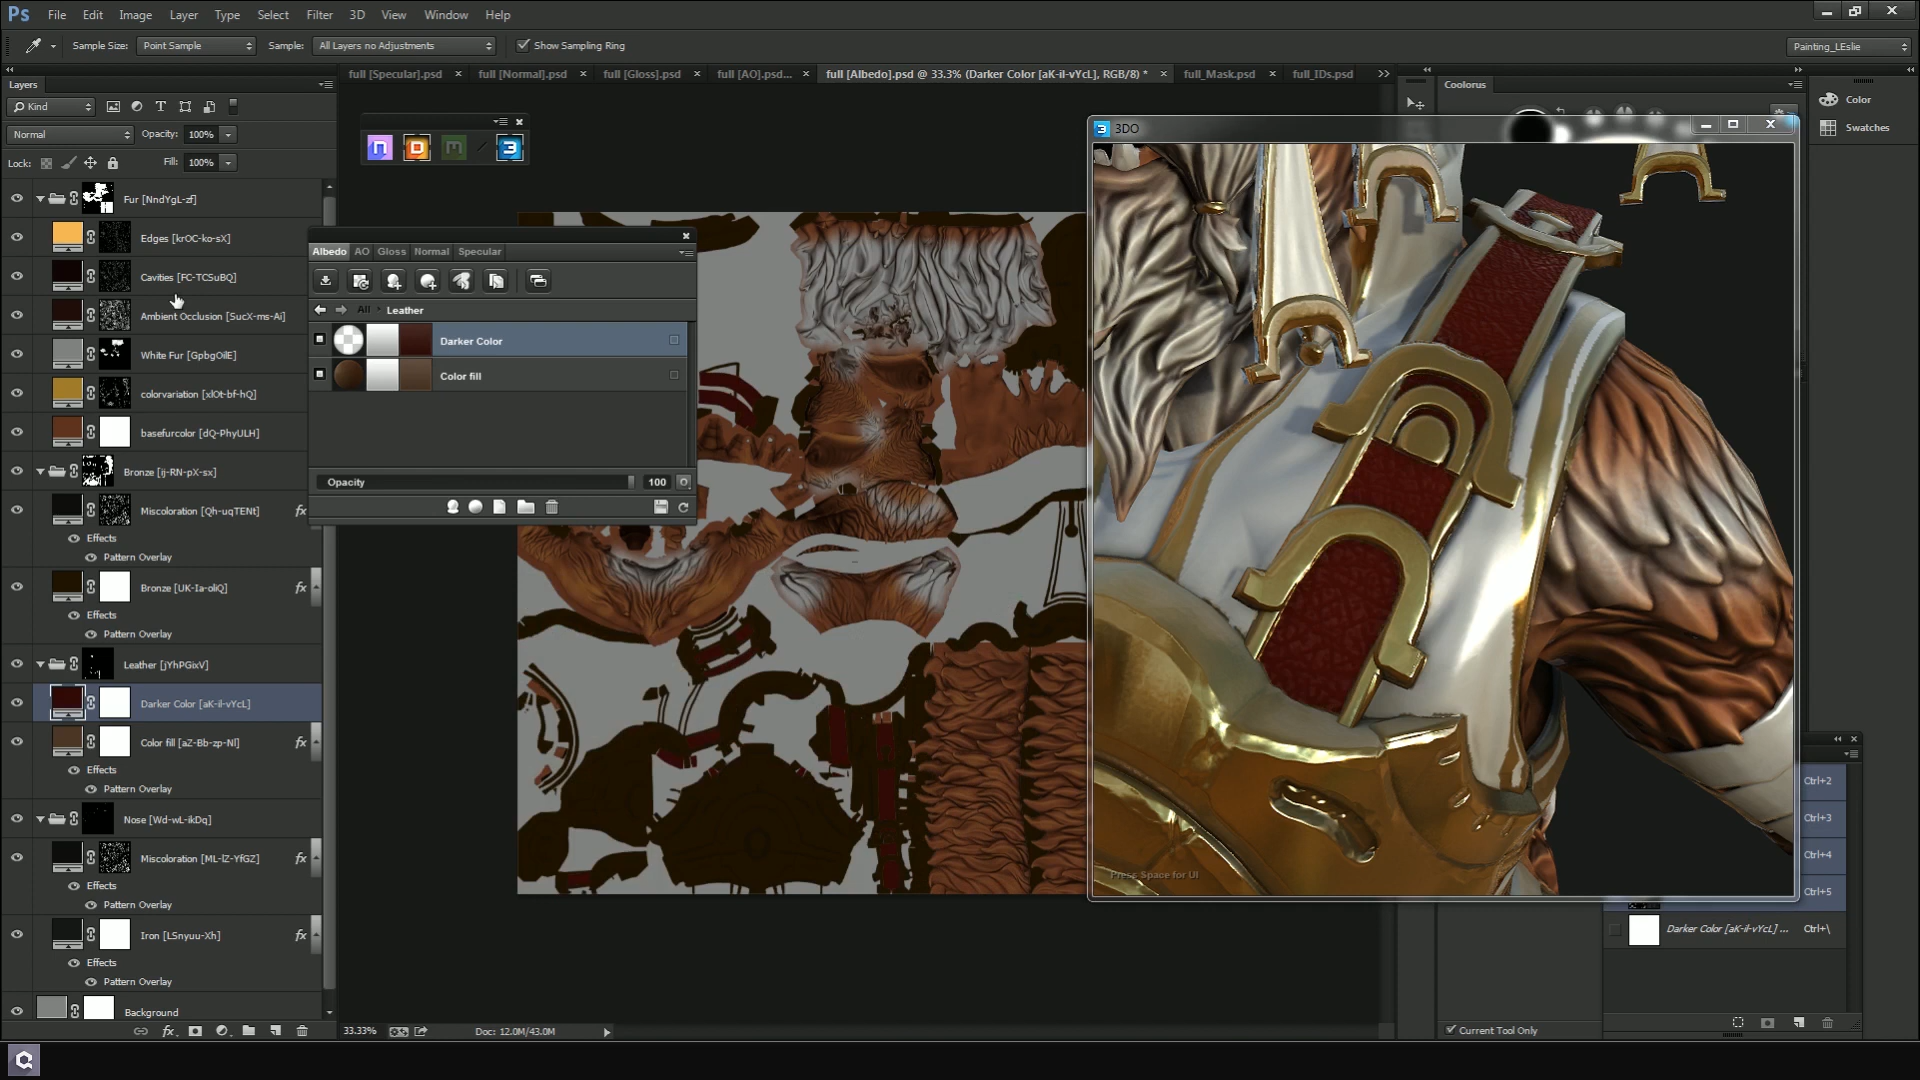 Ps File Edit Image Layer Type Select Filter 3D View Window Help
Sample Size: Point Sample Sample: All Layers no Adjustments Show Sampling Ring Painting_LEslie
Layers
full [Specular].psd × full [Normal].psd × full [Gloss].psd × full [AO].psd... × full [Albedo].psd @ 33.3% (Darker Color [aK-il-vYcL], RGB/8) * × full_Mask.psd × full_IDs.psd
Coolorus
Color
Swatches
Kind
Normal Opacity: 100%
Lock: Fill: 100%
3DO
Fur [NndYgL-zf]
Edges [krOC-ko-sX]
Cavities [FC-TCSuBQ]
Ambient Occlusion [SucX-ms-Ai]
White Fur [GpbgOilE]
colorvariation [xlOt-bf-hQ]
basefurcolor [dQ-PhyULH]
Bronze [ij-RN-pX-sx]
Miscoloration [Qh-uqTENt] fx
Effects
Pattern Overlay
Bronze [UK-Ia-oliQ] fx
Effects
Pattern Overlay
Leather [jYhPGixV]
Darker Color [aK-il-vYcL]
Color fill [aZ-Bb-zp-Nl] fx
Effects
Pattern Overlay
Nose [Wd-wL-ikDq]
Miscoloration [ML-lZ-YfGZ] fx
Effects
Pattern Overlay
Iron [LSnyuu-Xh] fx
Effects
Pattern Overlay
Background
Albedo AO Gloss Normal Specular
All Leather
Darker Color
Color fill
Opacity 100
Press Space for UI
Ctrl+2
Ctrl+3
Ctrl+4
Ctrl+5
Darker Color [aK-il-vYcL] ... Ctrl+\
33.33% Doc: 12.0M/43.0M
Current Tool Only